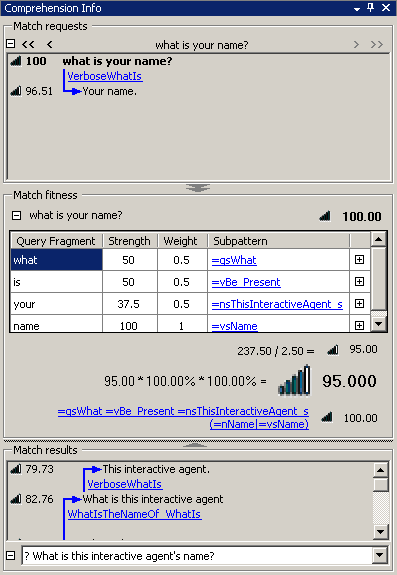 Comprehension Info
Match requests
<< < what is your name? > >>
100 what is your name?
VerboseWhatIs
96.51 Your name.
Match fitness
what is your name? 100.00
Query Fragment Strength Weight Subpattern
what 50 0.5 =qsWhat
is 50 0.5 =vBe_Present
your 37.5 0.5 =nsThisInteractiveAgent_s
name 100 1 =vsName
237.50 / 2.50 = 95.00
95.00 * 100.00% * 100.00% = 95.000
=qsWhat =vBe_Present =nsThisInteractiveAgent_s
(=nName|=vsName) 100.00
Match results
79.73 This interactive agent.
VerboseWhatIs
82.76 What is this interactive agent
WhatIsTheNameOf_WhatIs
? What is this interactive agent's name?